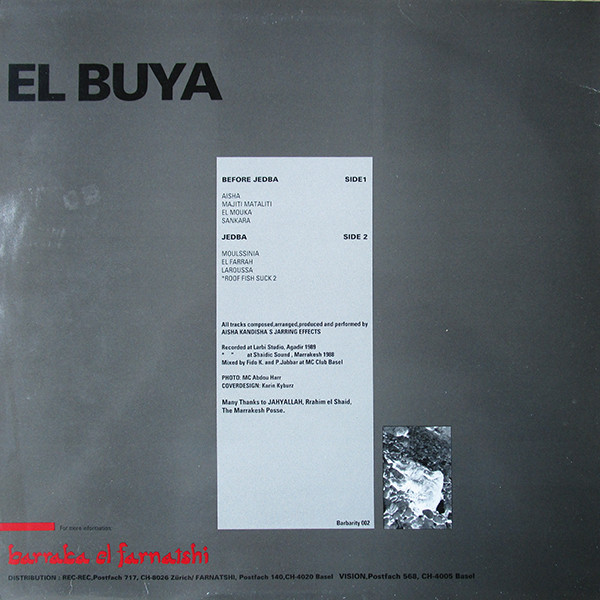 EL BUYA
BEFORE JEDBA SIDE1
AISHA
MAJITI MATALITI
EL MOUKA
SANKARA
JEDBA SIDE 2
MOULSSINIA
EL FARRAH
LAROUSSA
*ROOF FISH SUCK 2
All tracks composed,arranged,produced and performed by
AISHA KANDISHA`S JARRING EFFECTS
Recorded at Larbi Studio, Agadir 1989
" " at Shaidic Sound , Marrakesh 1988
Mixed by Fido K. and P.Jabbar at MC Club Basel
PHOTO: MC Abdou Harr
COVERDESIGN: Karin Kyburz
Many Thanks to JAHYALLAH, Rrahim el Shaid,
The Marrakesh Posse.
Barbarity 002
For more information:
barraka el farnatshi
DISTRIBUTION : REC-REC,Postfach 717, CH-8026 Zürich/ FARNATSHI, Postfach 140,CH-4020 Basel VISION,Postfach 568, CH-4005 Basel